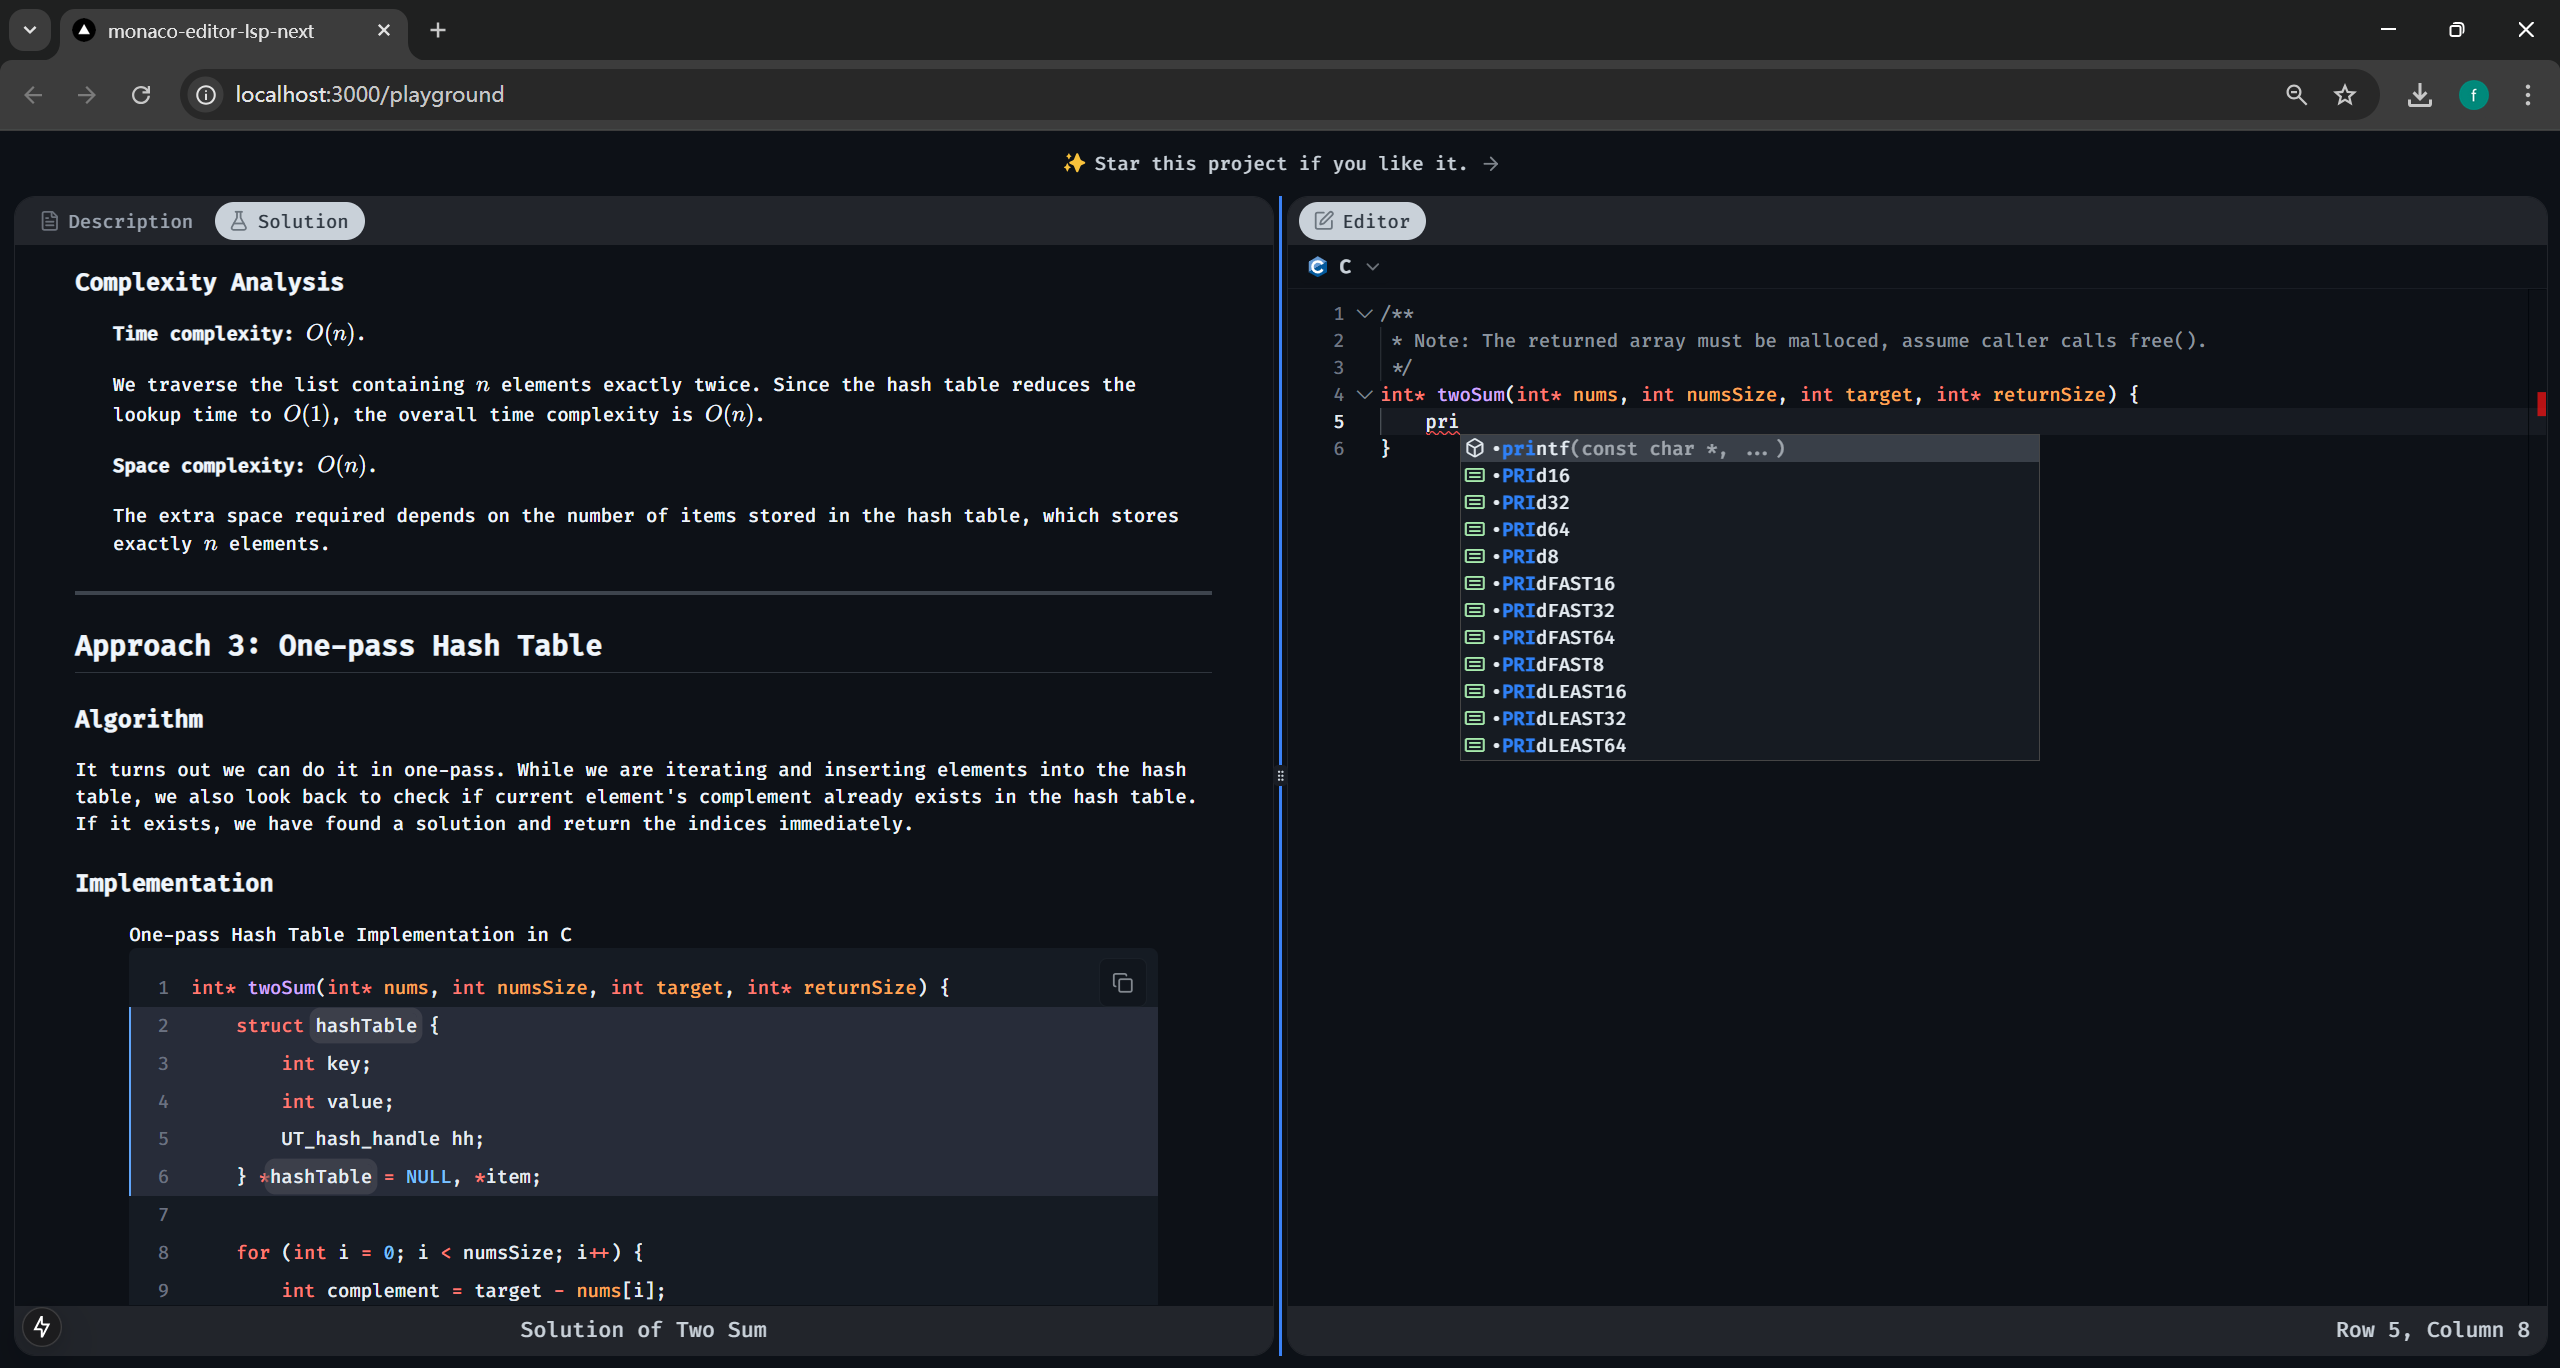 monaco-editor-lsp-next
localhost:3000/playground
f
✨ Star this project if you like it. →
Description
Solution
Complexity Analysis
Time complexity: O(n).
We traverse the list containing n elements exactly twice. Since the hash table reduces the
lookup time to O(1), the overall time complexity is O(n).
Space complexity: O(n).
The extra space required depends on the number of items stored in the hash table, which stores
exactly n elements.
Approach 3: One-pass Hash Table
Algorithm
It turns out we can do it in one-pass. While we are iterating and inserting elements into the hash
table, we also look back to check if current element's complement already exists in the hash table.
If it exists, we have found a solution and return the indices immediately.
Implementation
One-pass Hash Table Implementation in C
1 int* twoSum(int* nums, int numsSize, int target, int* returnSize) {
2 struct hashTable {
3 int key;
4 int value;
5 UT_hash_handle hh;
6 } *hashTable = NULL, *item;
7
8 for (int i = 0; i < numsSize; i++) {
9 int complement = target - nums[i];
Solution of Two Sum
Editor
C
1 /**
2 * Note: The returned array must be malloced, assume caller calls free().
3 */
4 int* twoSum(int* nums, int numsSize, int target, int* returnSize) {
5 pri
6 }
•printf(const char *, ...)
•PRId16
•PRId32
•PRId64
•PRId8
•PRIdFAST16
•PRIdFAST32
•PRIdFAST64
•PRIdFAST8
•PRIdLEAST16
•PRIdLEAST32
•PRIdLEAST64
Row 5, Column 8